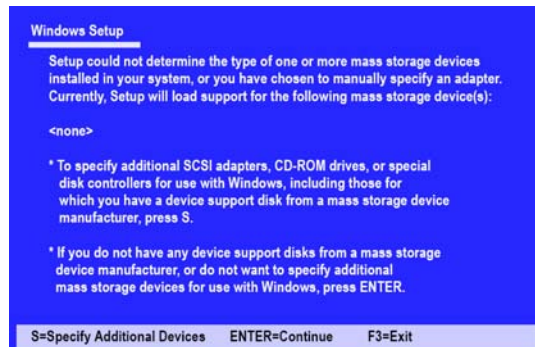 Windows Setup
Setup could not determine the type of one or more mass storage devices
installed in your system, or you have chosen to manually specify an adapter.
Currently, Setup will load support for the following mass storage device(s):
<none>
* To specify additional SCSI adapters, CD-ROM drives, or special
disk controllers for use with Windows, including those for
which you have a device support disk from a mass storage device
manufacturer, press S.
* If you do not have any device support disks from a mass storage
device manufacturer, or do not want to specify additional
mass storage devices for use with Windows, press ENTER.
S=Specify Additional Devices ENTER=Continue F3=Exit